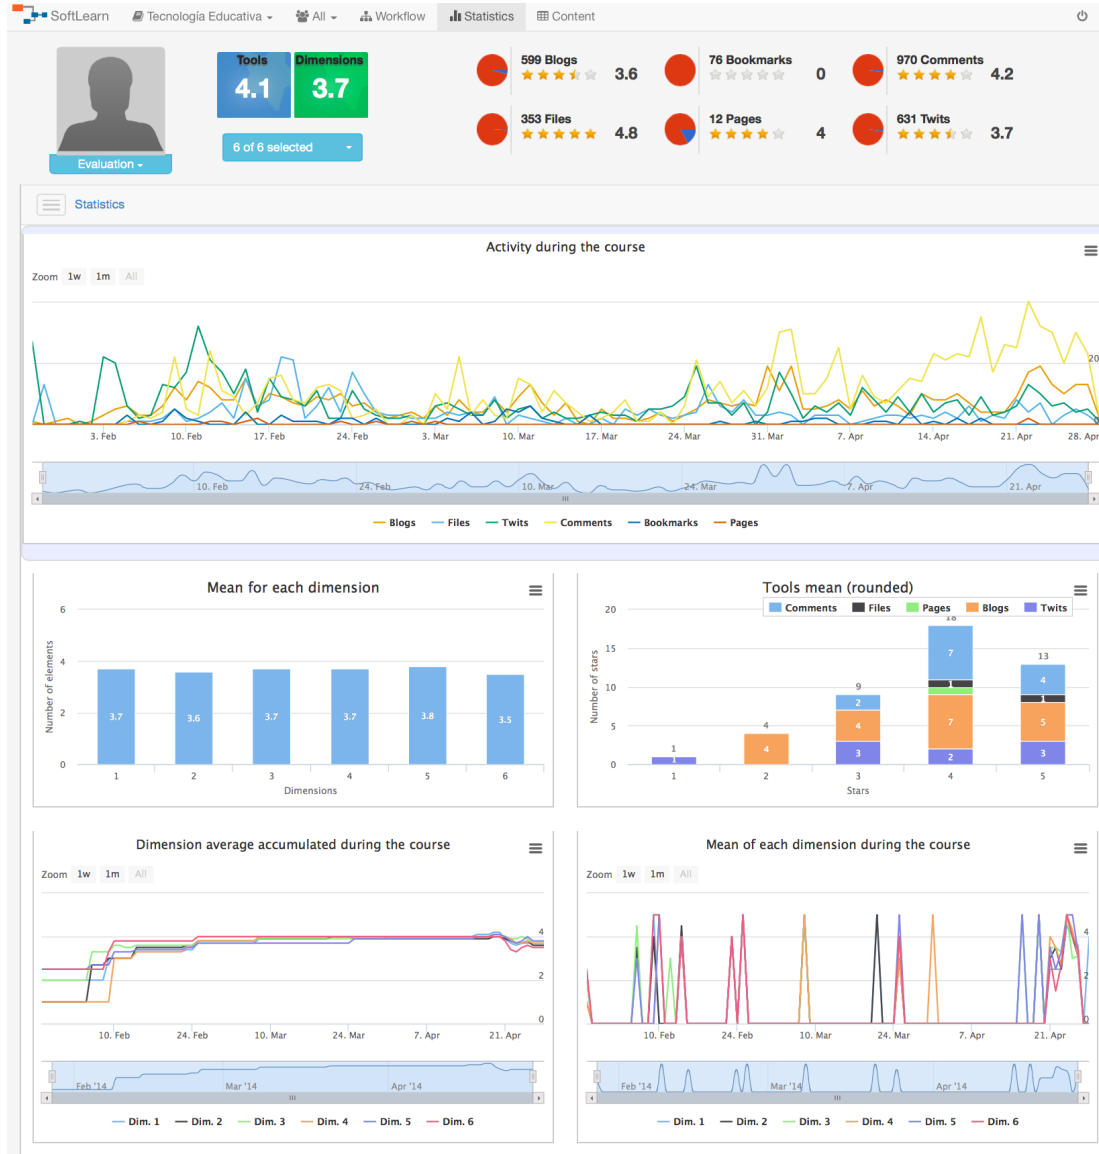 SoftLearn Tecnología Educativa All Workflow Statistics Content
Tools Dimensions
4.1 3.7
6 of 6 selected
Evaluation
599 Blogs 3.6
76 Bookmarks 0
970 Comments 4.2
353 Files 4.8
12 Pages 4
631 Twits 3.7
Statistics
Activity during the course
Zoom 1w 1m All
20
3. Feb 10. Feb 17. Feb 24. Feb 3. Mar 10. Mar 17. Mar 24. Mar 31. Mar 7. Apr 14. Apr 21. Apr 28. Apr
10. Feb 24. Feb 10. Mar 24. Mar 7. Apr 21. Apr
Blogs Files Twits Comments Bookmarks Pages
Mean for each dimension
6
4
2
0
Number of elements
3.7 3.6 3.7 3.7 3.8 3.5
1 2 3 4 5 6
Dimensions
Tools mean (rounded)
Comments Files Pages Blogs Twits
20
15
10
5
0
Number of stars
1
1
4
4
9
2
4
3
18
7
1
7
2
13
4
1
5
3
1 2 3 4 5
Stars
Dimension average accumulated during the course
Zoom 1w 1m All
4
2
0
10. Feb 24. Feb 10. Mar 24. Mar 7. Apr 21. Apr
Feb '14 Mar '14 Apr '14
Dim. 1 Dim. 2 Dim. 3 Dim. 4 Dim. 5 Dim. 6
Mean of each dimension during the course
Zoom 1w 1m All
4
2
0
10. Feb 24. Feb 10. Mar 24. Mar 7. Apr 21. Apr
Feb '14 Mar '14 Apr '14
Dim. 1 Dim. 2 Dim. 3 Dim. 4 Dim. 5 Dim. 6